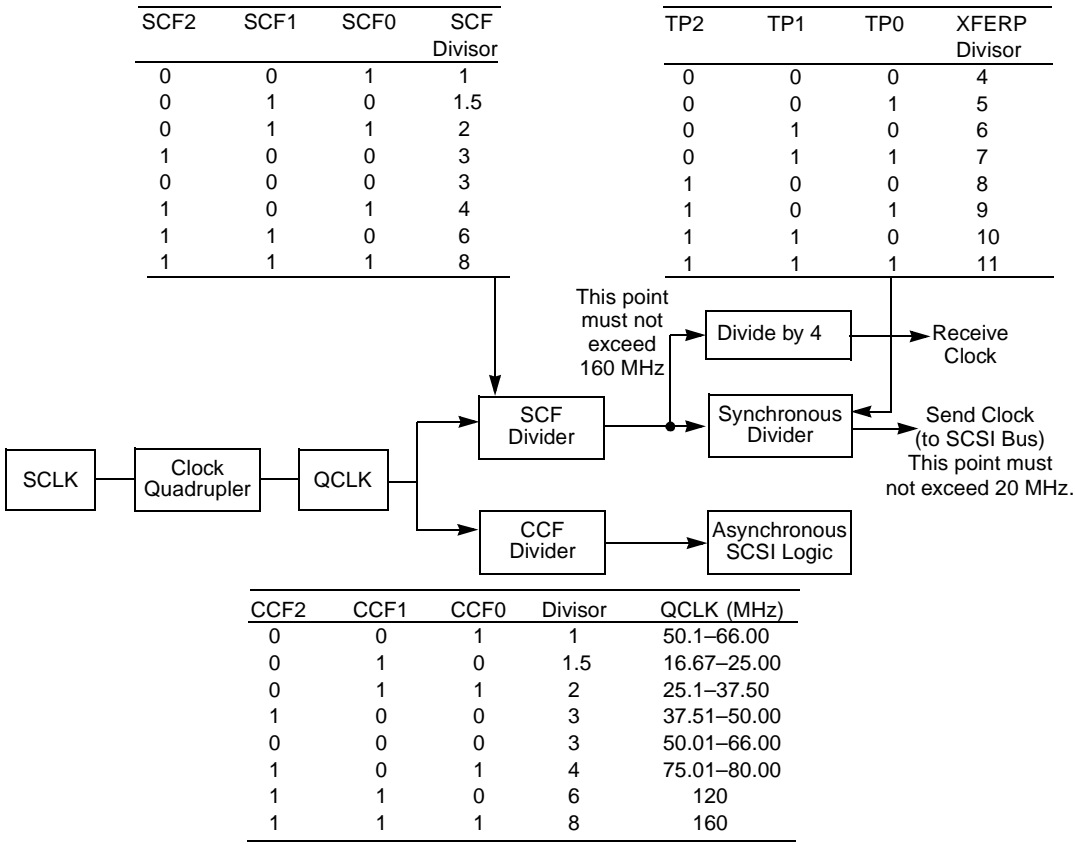 SCF2 SCF1 SCF0 SCF Divisor
0 0 1 1
0 1 0 1.5
0 1 1 2
1 0 0 3
0 0 0 3
1 0 1 4
1 1 0 6
1 1 1 8
TP2 TP1 TP0 XFERP Divisor
0 0 0 4
0 0 1 5
0 1 0 6
0 1 1 7
1 0 0 8
1 0 1 9
1 1 0 10
1 1 1 11
This point
must not
exceed
160 MHz
Divide by 4
Receive
Clock
SCF
Divider
Synchronous
Divider
Send Clock
(to SCSI Bus)
This point must
not exceed 20 MHz.
SCLK
Clock
Quadrupler
QCLK
CCF
Divider
Asynchronous
SCSI Logic
CCF2 CCF1 CCF0 Divisor QCLK (MHz)
0 0 1 1 50.1–66.00
0 1 0 1.5 16.67–25.00
0 1 1 2 25.1–37.50
1 0 0 3 37.51–50.00
0 0 0 3 50.01–66.00
1 0 1 4 75.01–80.00
1 1 0 6 120
1 1 1 8 160